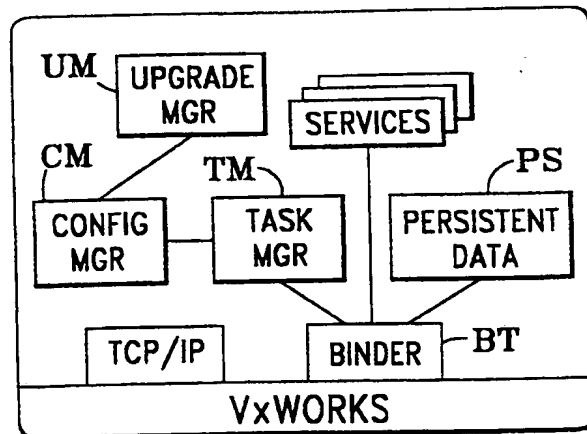 UM
UPGRADE
MGR
SERVICES
CM
TM
PS
CONFIG
MGR
TASK
MGR
PERSISTENT
DATA
TCP/IP
BINDER
BT
VxWORKS